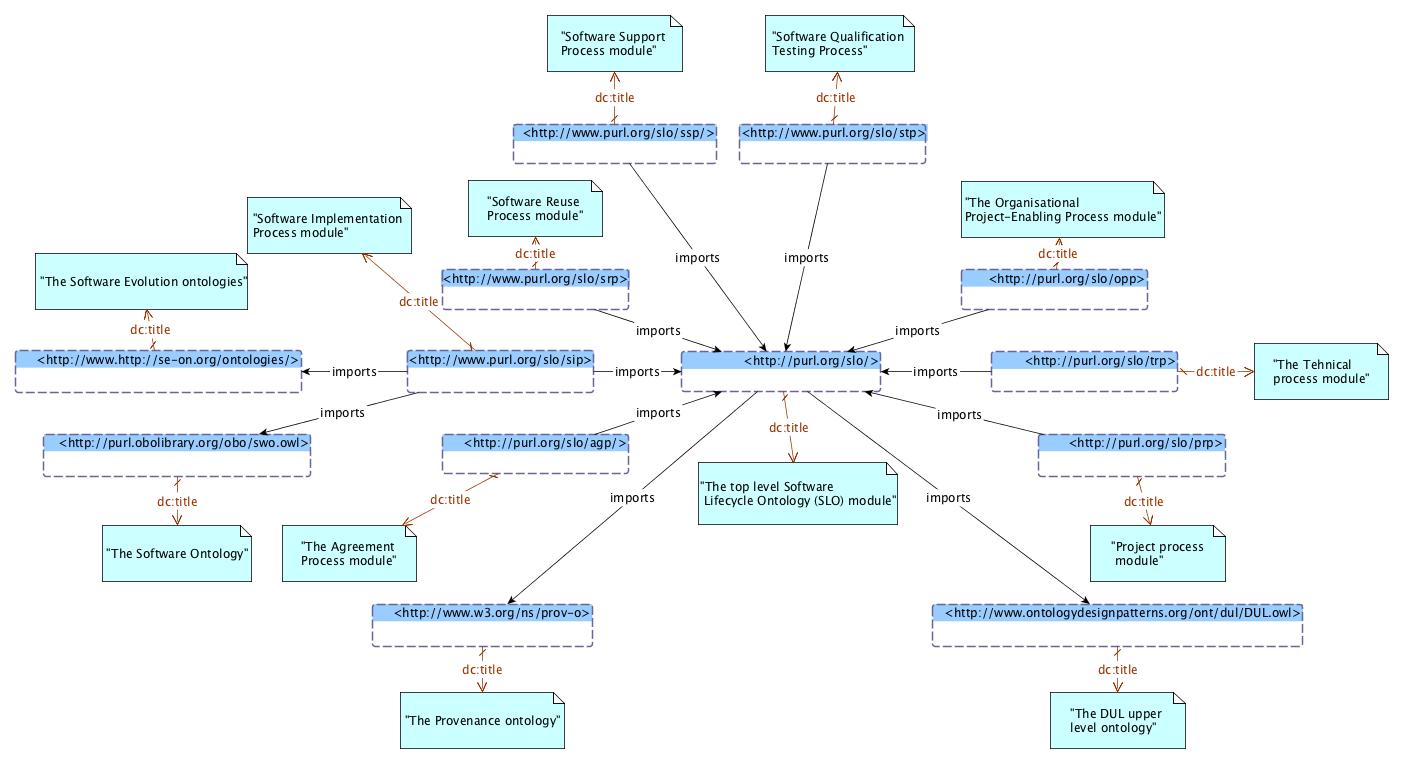 "Software Support
Process module"
"Software Qualification
Testing Process"
dc:title
dc:title
<http://www.purl.org/slo/ssp/>
<http://www.purl.org/slo/stp>
"Software Reuse
Process module"
"The Organisational
Project-Enabling Process module"
"Software Implementation
Process module"
dc:title
dc:title
imports
imports
"The Software Evolution ontologies"
<http://www.purl.org/slo/srp>
<http://purl.org/slo/opp>
dc:title
dc:title
imports
imports
<http://www.http://se-on.org/ontologies/>
<http://www.purl.org/slo/sip>
<http://purl.org/slo/>
<http://purl.org/slo/trp>
imports
imports
imports
dc:title
"The Tehnical
process module"
imports
imports
imports
dc:title
<http://purl.obolibrary.org/obo/swo.owl>
<http://purl.org/slo/agp/>
<http://purl.org/slo/prp>
"The top level Software
Lifecycle Ontology (SLO) module"
dc:title
dc:title
imports
imports
dc:title
"The Software Ontology"
"The Agreement
Process module"
"Project process
module"
<http://www.w3.org/ns/prov-o>
<http://www.ontologydesignpatterns.org/ont/dul/DUL.owl>
dc:title
dc:title
"The Provenance ontology"
"The DUL upper
level ontology"